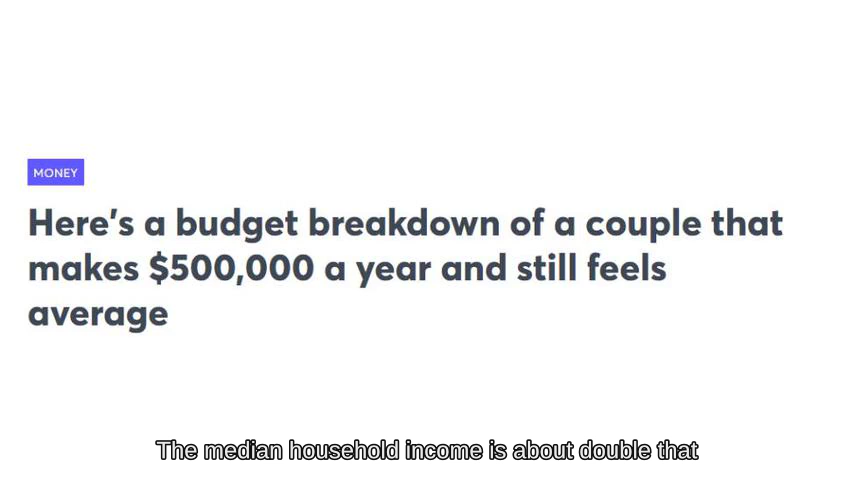 MONEY
Here's a budget breakdown of a couple that
makes $500,000 a year and still feels
average
The median household income is about double that